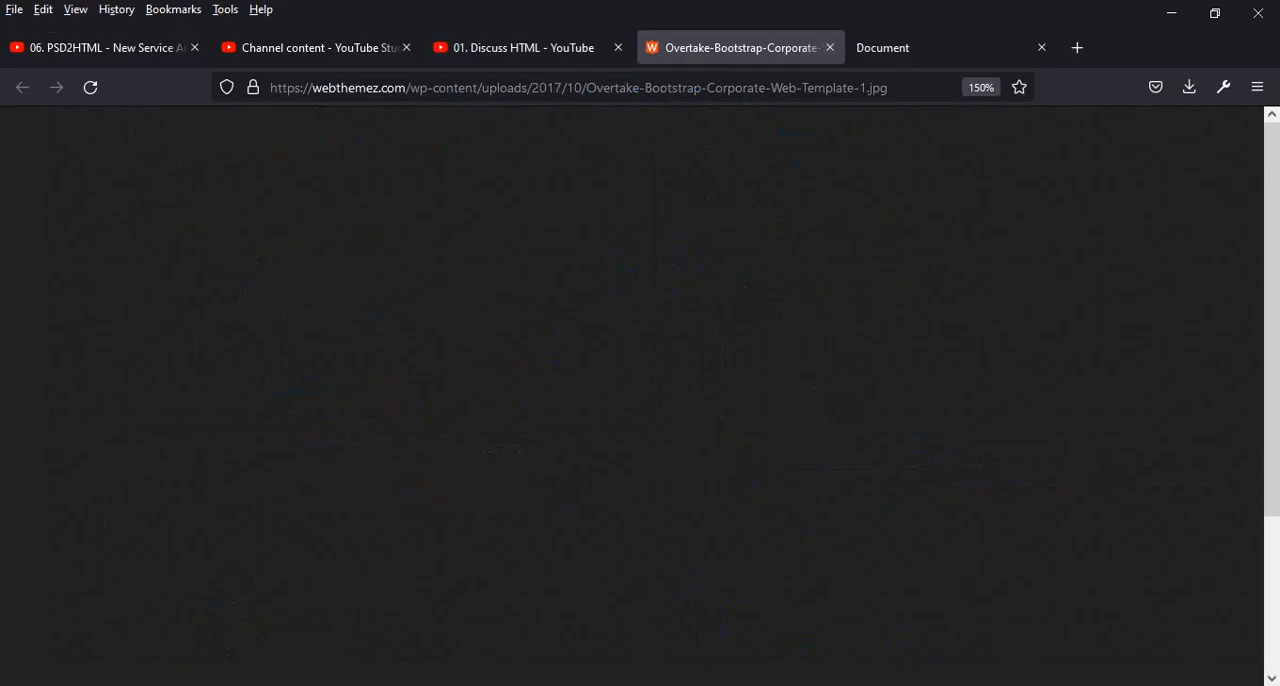 File Edit View History Bookmarks Tools Help
06. PSD2HTML - New Service A
Channel content - YouTube Stu
01. Discuss HTML - YouTube
Overtake-Bootstrap-Corporate-
Document
https://webthemez.com/wp-content/uploads/2017/10/Overtake-Bootstrap-Corporate-Web-Template-1.jpg
150%